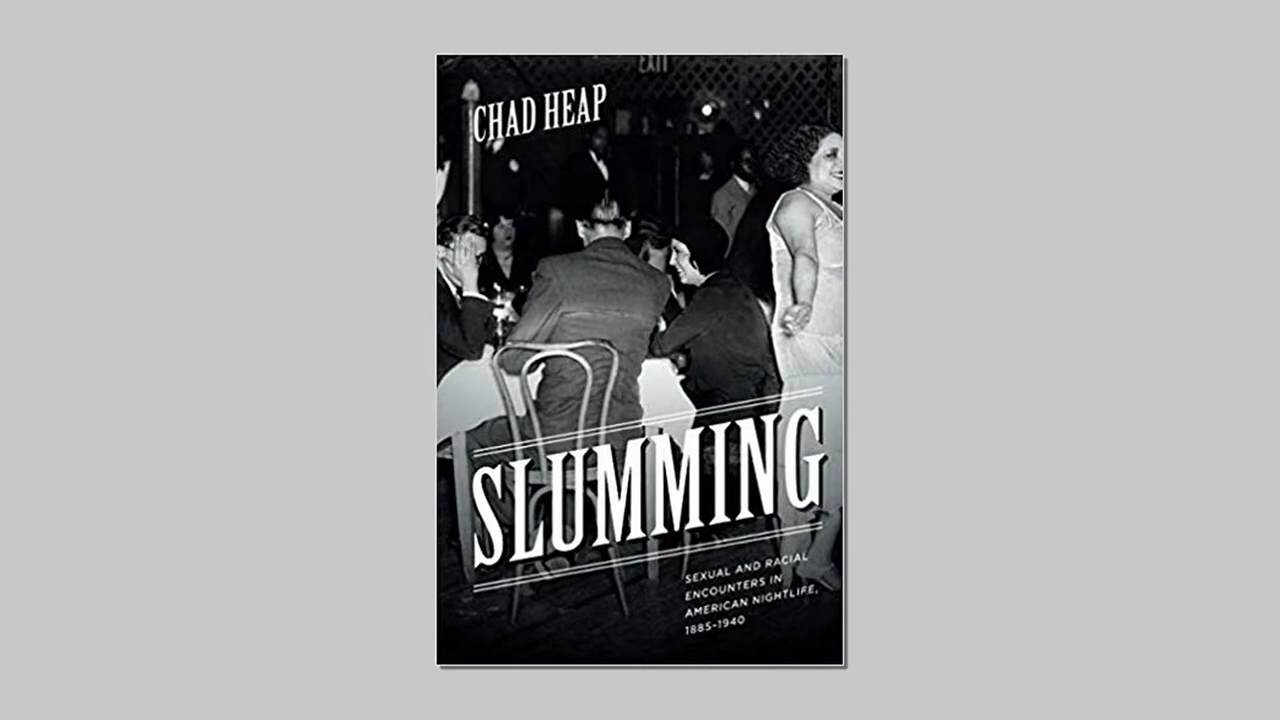 EXIT
CHAD HEAP
SLUMMING
SEXUAL AND RACIAL
ENCOUNTERS IN
AMERICAN NIGHTLIFE,
1885-1940